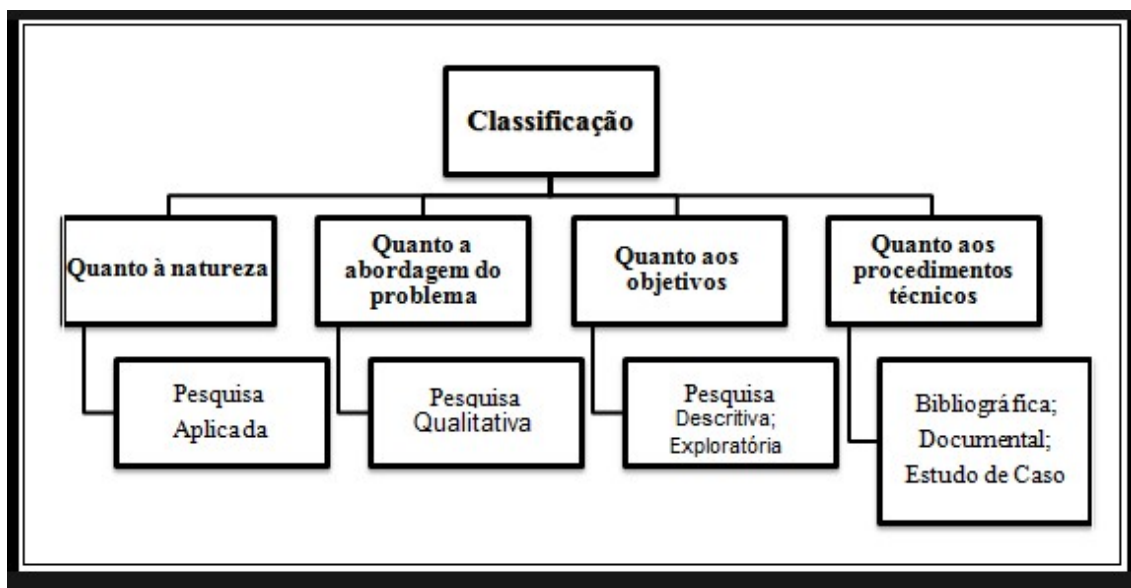 Classificação
Quanto à natureza
Quanto a
abordagem do
problema
Quanto aos
objetivos
Quanto aos
procedimentos
técnicos
Pesquisa
Aplicada
Pesquisa
Qualitativa
Pesquisa
Descritiva;
Exploratória
Bibliográfica;
Documental;
Estudo de Caso